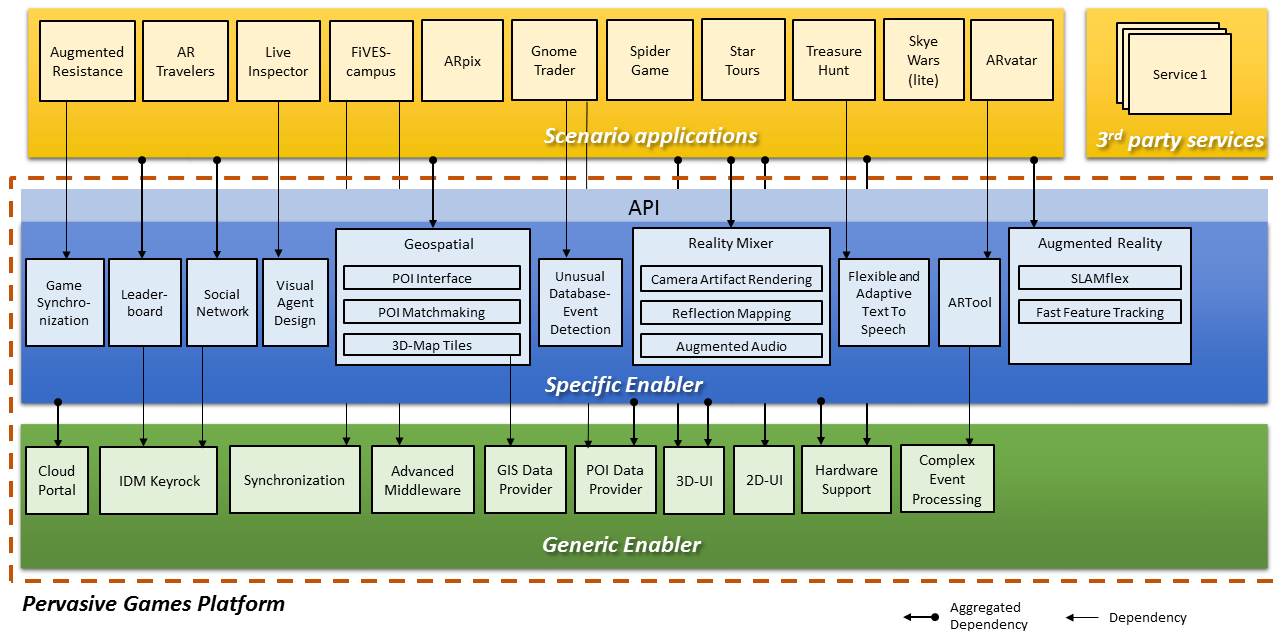 Augmented
Resistance
AR
Travelers
Live
Inspector
FiVES-
campus
ARpix
Gnome
Trader
Spider
Game
Star
Tours
Treasure
Hunt
Skye
Wars
(lite)
ARvatar
Service 1
Scenario applications
3rd party services
API
Game
Synchro-
nization
Leader-
board
Social
Network
Visual
Agent
Design
Geospatial
POI Interface
POI Matchmaking
3D-Map Tiles
Unusual
Database-
Event
Detection
Reality Mixer
Camera Artifact Rendering
Reflection Mapping
Augmented Audio
Flexible and
Adaptive
Text To
Speech
ARTool
Augmented Reality
SLAMflex
Fast Feature Tracking
Specific Enabler
Cloud
Portal
IDM Keyrock
Synchronization
Advanced
Middleware
GIS Data
Provider
POI Data
Provider
3D-UI
2D-UI
Hardware
Support
Complex
Event
Processing
Generic Enabler
Pervasive Games Platform
Aggregated
Dependency
Dependency